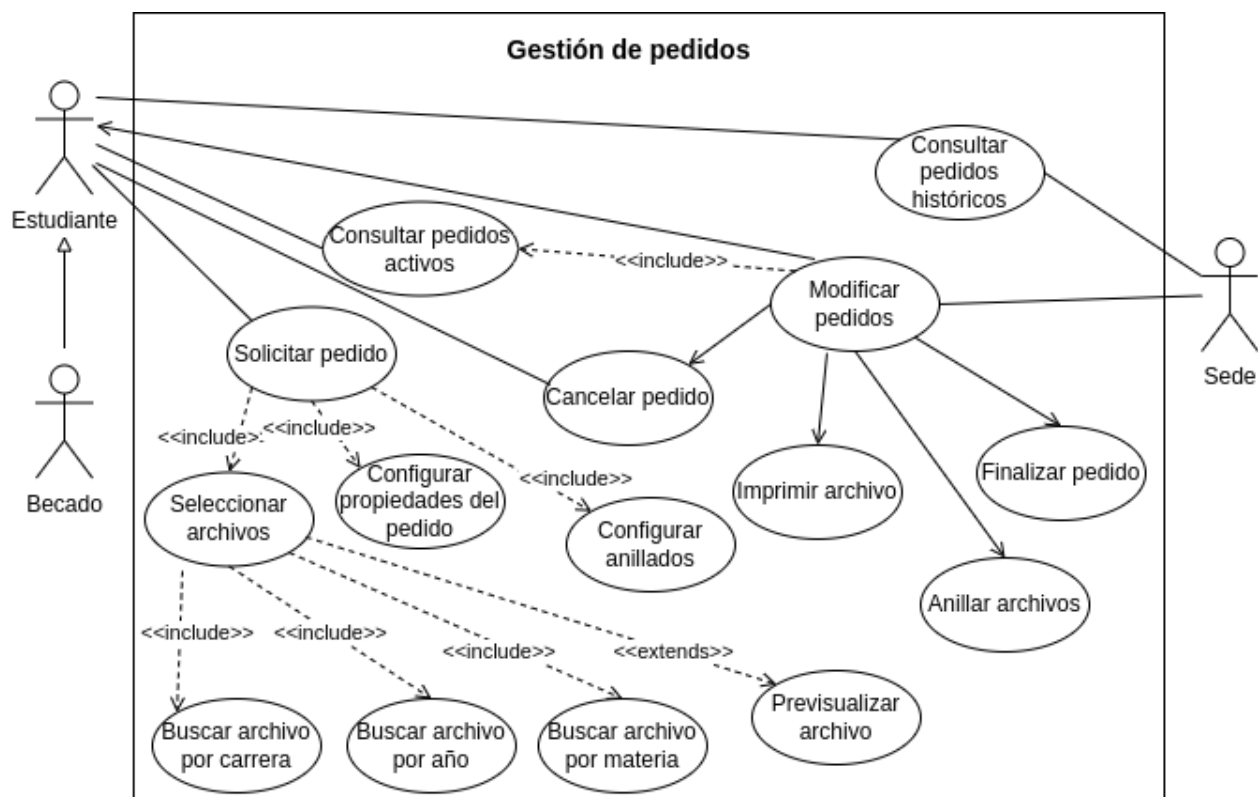 Gestión de pedidos
Consultar
pedidos
históricos
Estudiante
Consultar pedidos
activos
<<include>>
Modificar
pedidos
Sede
Solicitar pedido
Cancelar pedido
<<include>
<<include>>
Becado
Seleccionar
archivos
Configurar
propiedades del
pedido
<<include>>
Imprimir archivo
Finalizar pedido
Configurar
anillados
Anillar archivos
<<include>>
<<include>>
<<include>>
<<extends>>
Previsualizar
archivo
Buscar archivo
por carrera
Buscar archivo
por año
Buscar archivo
por materia